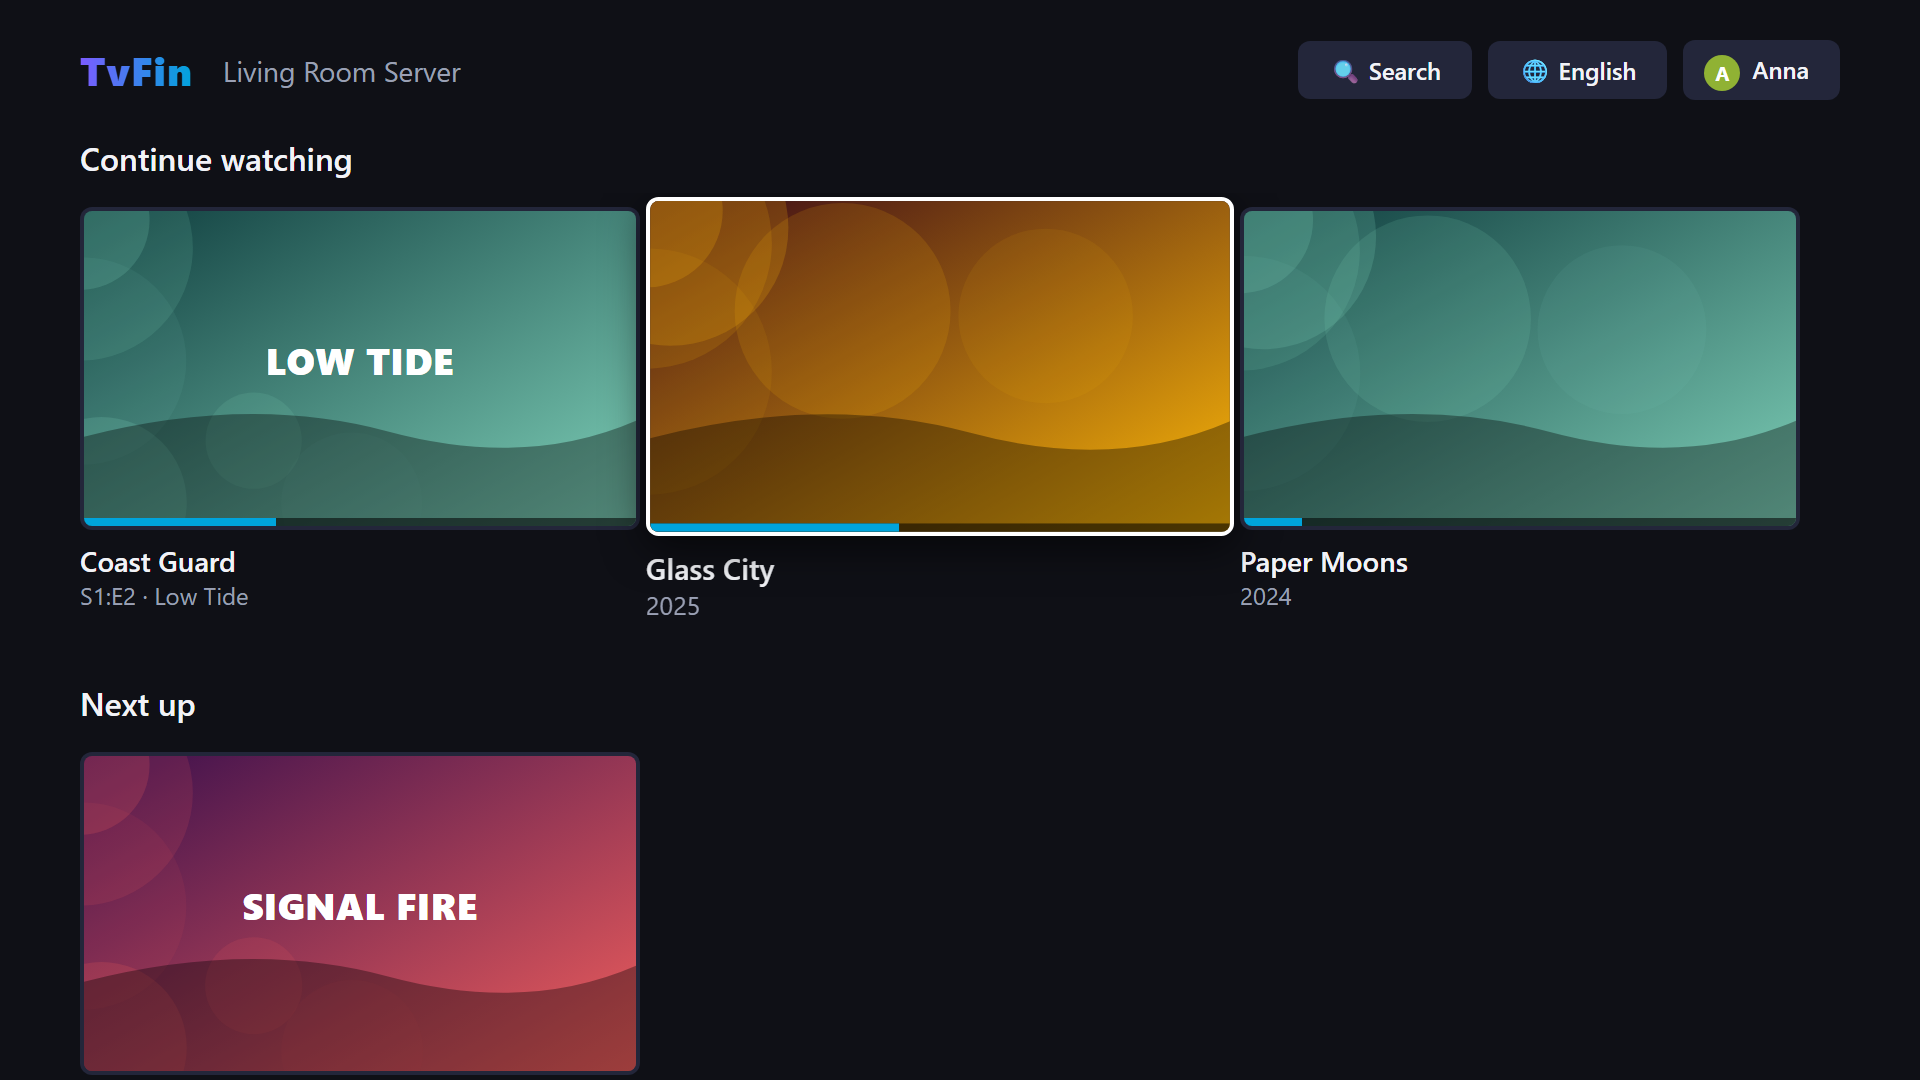 TvFin
Living Room Server
Search
English
A
Anna
Continue watching
LOW TIDE
Coast Guard
S1:E2 · Low Tide
Glass City
2025
Paper Moons
2024
Next up
SIGNAL FIRE